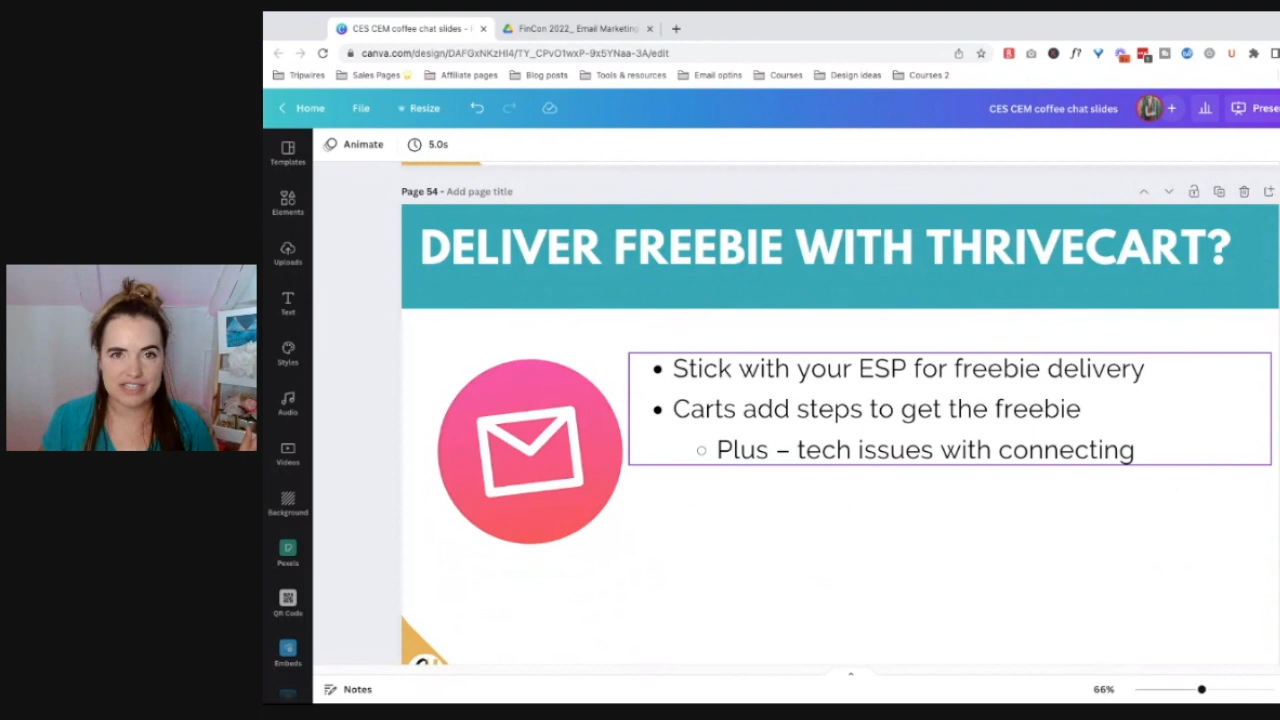 CES CEM coffee chat slides -
FinCon 2022_ Email Marketing
canva.com/design/DAFGxNKzHI4/TY_CPvO1wxP-9x5YNaa-3A/edit
Tripwires
Sales Pages
Affiliate pages
Blog posts
Tools & resources
Email optins
Courses
Design ideas
Courses 2
Home
File
Resize
CES CEM coffee chat slides
Prese
Templates
Elements
Uploads
Text
Styles
Audio
Videos
Background
Pexels
QR Code
Embeds
Animate
5.0s
Page 54 - Add page title
DELIVER FREEBIE WITH THRIVECART?
Stick with your ESP for freebie delivery
Carts add steps to get the freebie
Plus – tech issues with connecting
Notes
66%